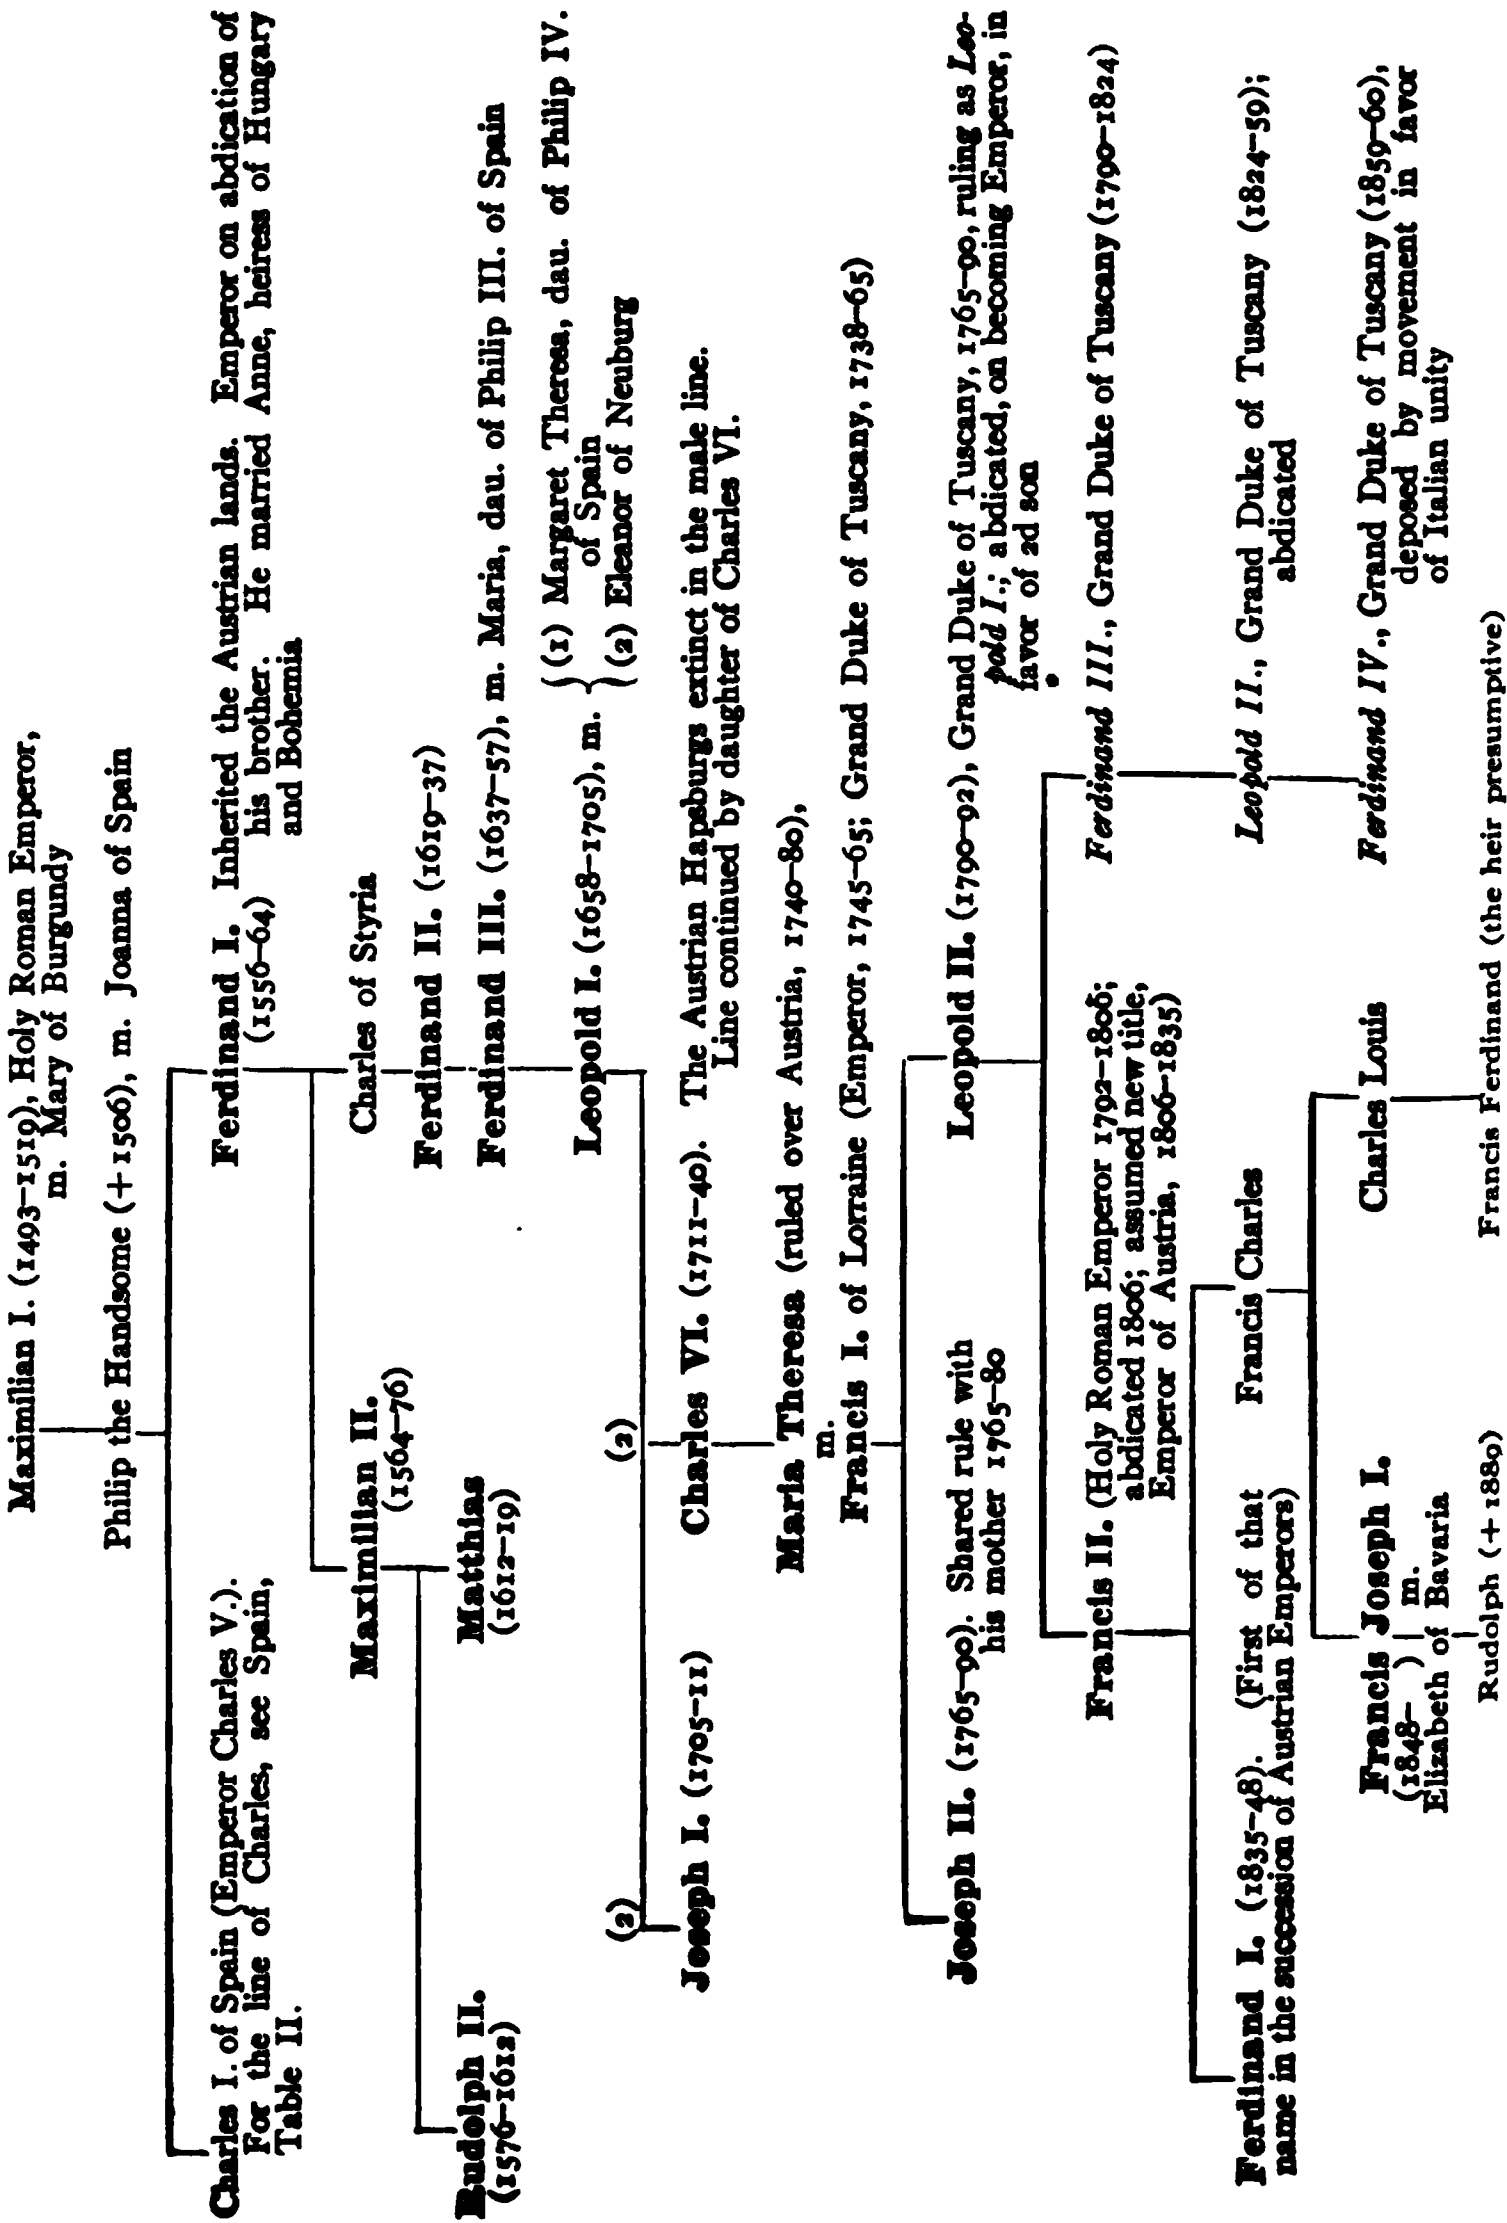 Maximilian I. (1493–1519), Holy Roman Emperor,
m. Mary of Burgundy
Philip the Handsome (+ 1506), m. Joanna of Spain
Charles I. of Spain (Emperor Charles V.).
For the line of Charles, see Spain,
Table II.
Ferdinand I. Inherited the Austrian lands. Emperor on abdication of
(1556–64) his brother. He married Anne, heiress of Hungary
and Bohemia
Maximilian II.
(1564–76)
Charles of Styria
Rudolph II.
(1576–1612)
Matthias
(1612–19)
Ferdinand II. (1619–37)
Ferdinand III. (1637–57), m. Maria, dau. of Philip III. of Spain
Leopold I. (1658–1705), m.
(1) Margaret Theresa, dau. of Philip IV.
of Spain
(2) Eleanor of Neuburg
(2) (2)
Joseph I. (1705–11)
Charles VI. (1711–40). The Austrian Hapsburgs extinct in the male line.
Line continued by daughter of Charles VI.
Maria Theresa (ruled over Austria, 1740–80),
m.
Francis I. of Lorraine (Emperor, 1745–65; Grand Duke of Tuscany, 1738–65)
Joseph II. (1765–90). Shared rule with
his mother 1765–80
Leopold II. (1790–92), Grand Duke of Tuscany, 1765–90, ruling as Leo-
pold I.; abdicated, on becoming Emperor, in
favor of 2d son
Francis II. (Holy Roman Emperor 1792–1806;
abdicated 1806; assumed new title,
Emperor of Austria, 1806–1835)
Ferdinand III., Grand Duke of Tuscany (1790–1824)
Ferdinand I. (1835–48). (First of that
name in the succession of Austrian Emperors)
Francis Charles
Leopold II., Grand Duke of Tuscany (1824–59);
abdicated
Francis Joseph I.
(1848– ) m.
Elizabeth of Bavaria
Charles Louis
Ferdinand IV., Grand Duke of Tuscany (1859–60),
deposed by movement in favor
of Italian unity
Rudolph (+ 1889)
Francis Ferdinand (the heir presumptive)